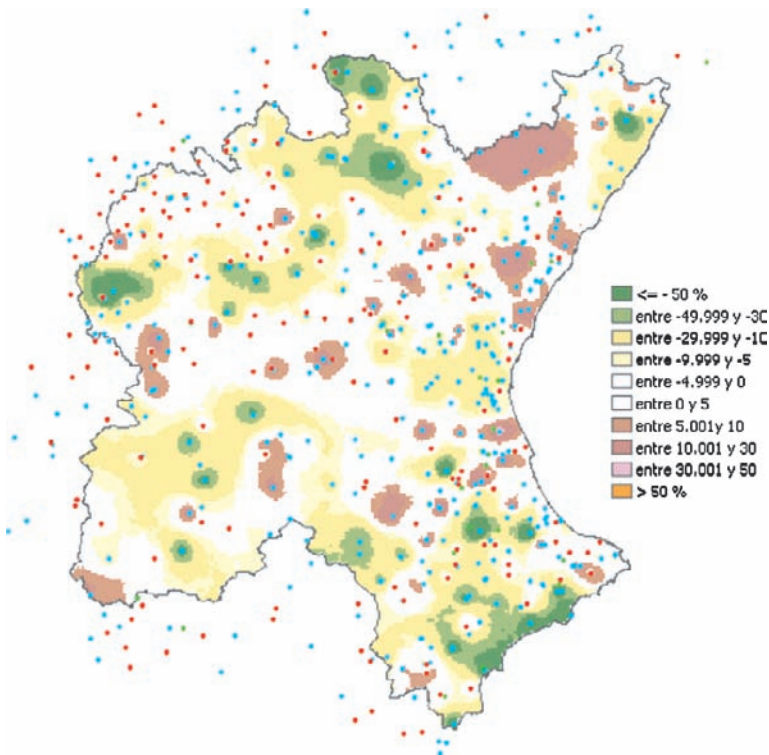 <= - 50 %
entre -49.999 y -30
entre -29.999 y -10
entre -9.999 y -5
entre -4.999 y 0
entre 0 y 5
entre 5.001y 10
entre 10.001 y 30
entre 30.001 y 50
> 50 %